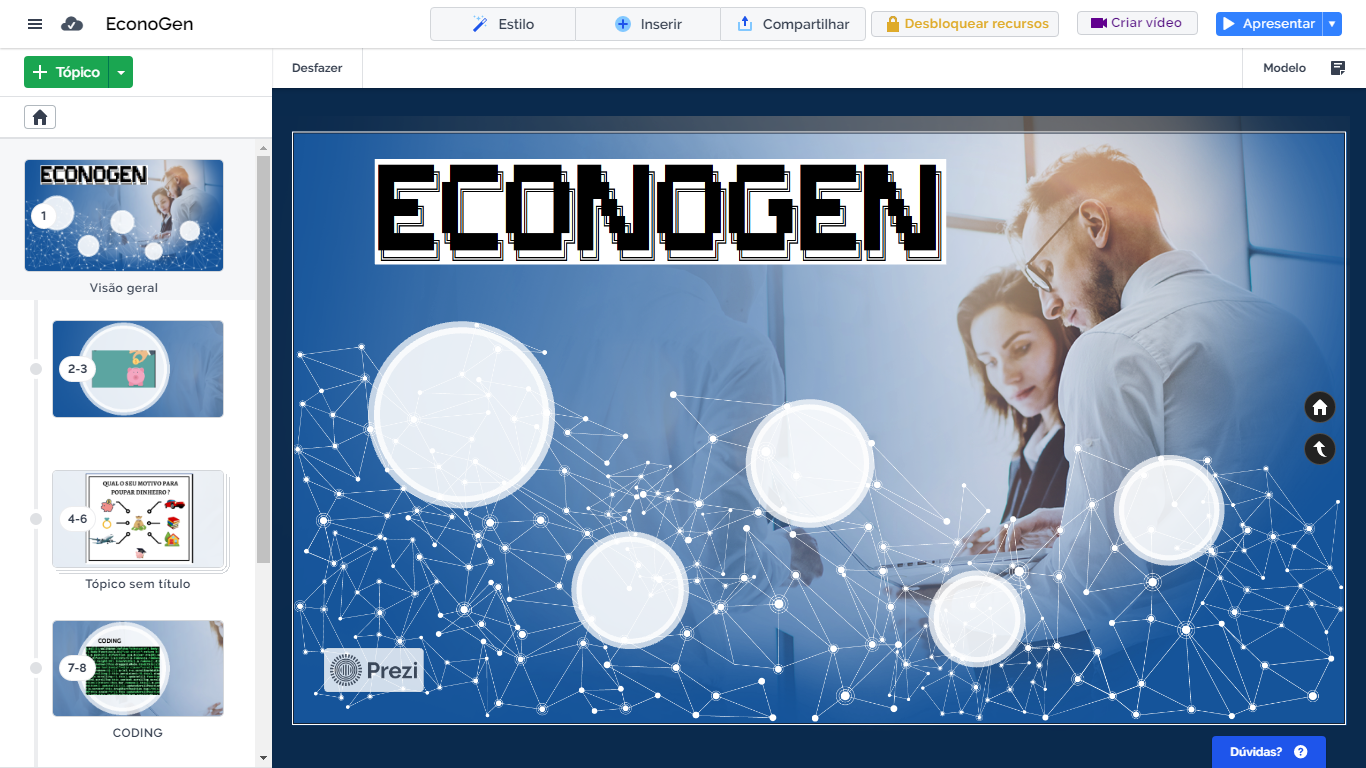 EconoGen
Estilo
Inserir
Compartilhar
Desbloquear recursos
Criar vídeo
Apresentar
Tópico
Desfazer
Modelo
ECONOGEN
1
Visão geral
2-3
QUAL O SEU MOTIVO PARA
POUPAR DINHEIRO ?
4-6
Tópico sem título
CODING
7-8
CODING
ECONOGEN
Prezi
Dúvidas? ?